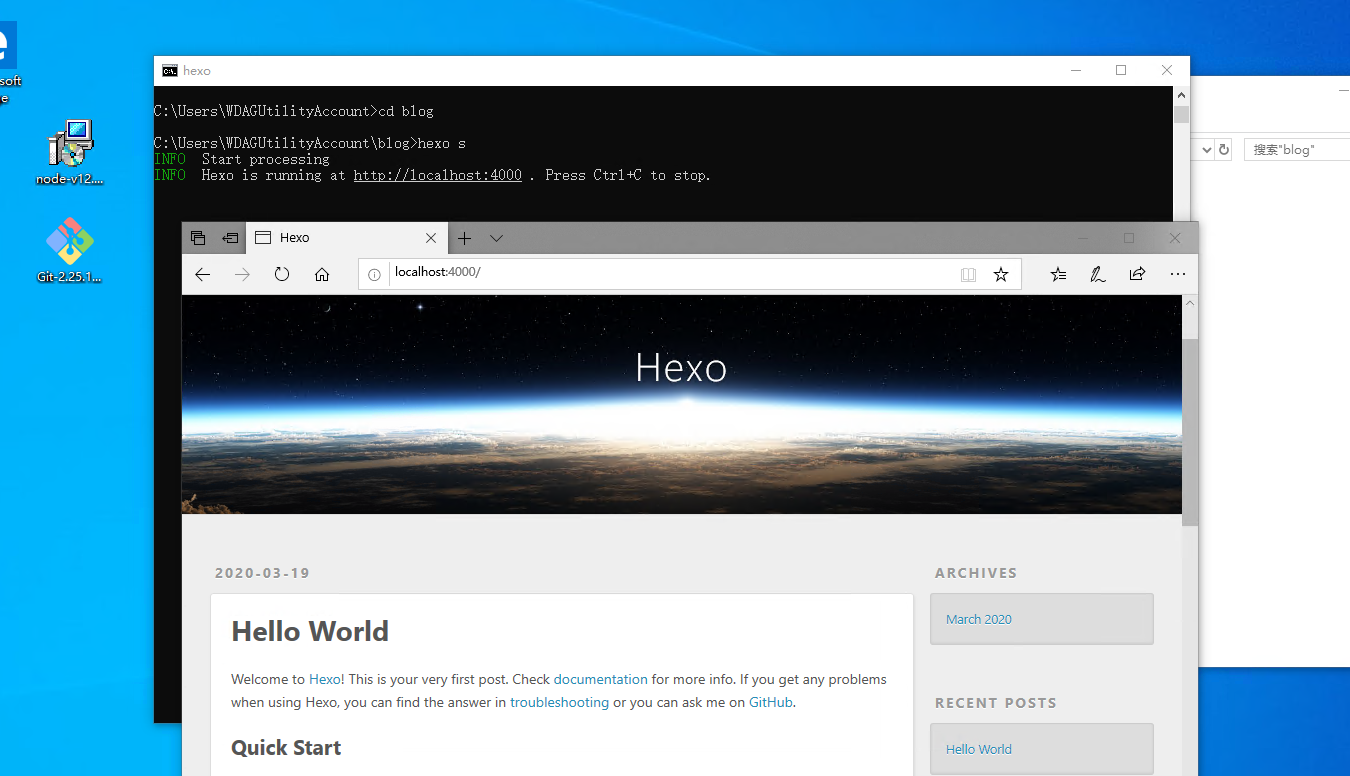 soft
e
node-v12....
Git-2.25.1...
hexo
C:\Users\WDAGUtilityAccount>cd blog
C:\Users\WDAGUtilityAccount\blog>hexo s
INFO  Start processing
INFO  Hexo is running at http://localhost:4000 . Press Ctrl+C to stop.
搜索"blog"
Hexo
localhost:4000/
Hexo
2020-03-19
Hello World
Welcome to Hexo! This is your very first post. Check documentation for more info. If you get any problems
when using Hexo, you can find the answer in troubleshooting or you can ask me on GitHub.
Quick Start
ARCHIVES
March 2020
RECENT POSTS
Hello World